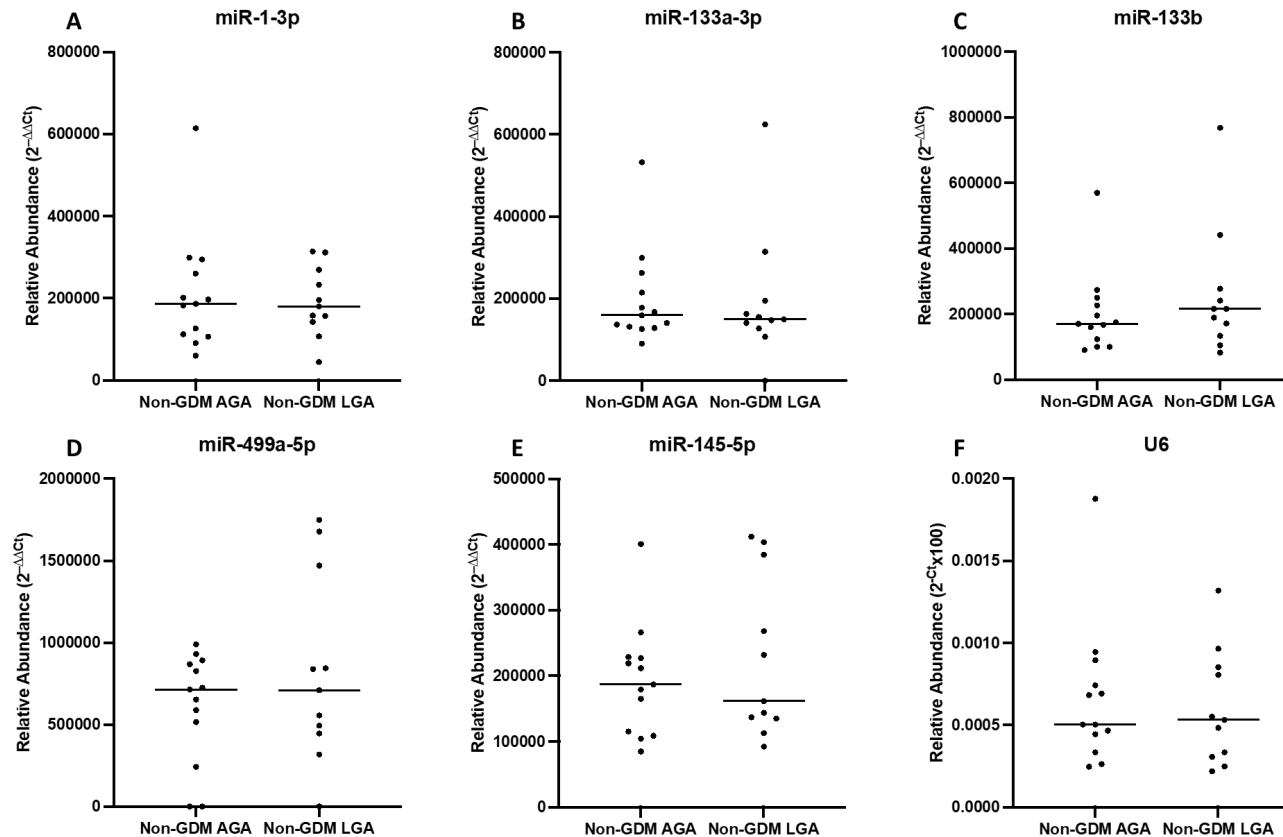 A
miR-1-3p
Relative Abundance (2⁻ΔΔCt)
800000
600000
400000
200000
0
Non-GDM AGA Non-GDM LGA
B
miR-133a-3p
Relative Abundance (2⁻ΔΔCt)
800000
600000
400000
200000
0
Non-GDM AGA Non-GDM LGA
C
miR-133b
Relative Abundance (2⁻ΔΔCt)
1000000
800000
600000
400000
200000
0
Non-GDM AGA Non-GDM LGA
D
miR-499a-5p
Relative Abundance (2⁻ΔΔCt)
2000000
1500000
1000000
500000
0
Non-GDM AGA Non-GDM LGA
E
miR-145-5p
Relative Abundance (2⁻ΔΔCt)
500000
400000
300000
200000
100000
0
Non-GDM AGA Non-GDM LGA
F
U6
Relative Abundance (2⁻Ctx100)
0.0020
0.0015
0.0010
0.0005
0.0000
Non-GDM AGA Non-GDM LGA